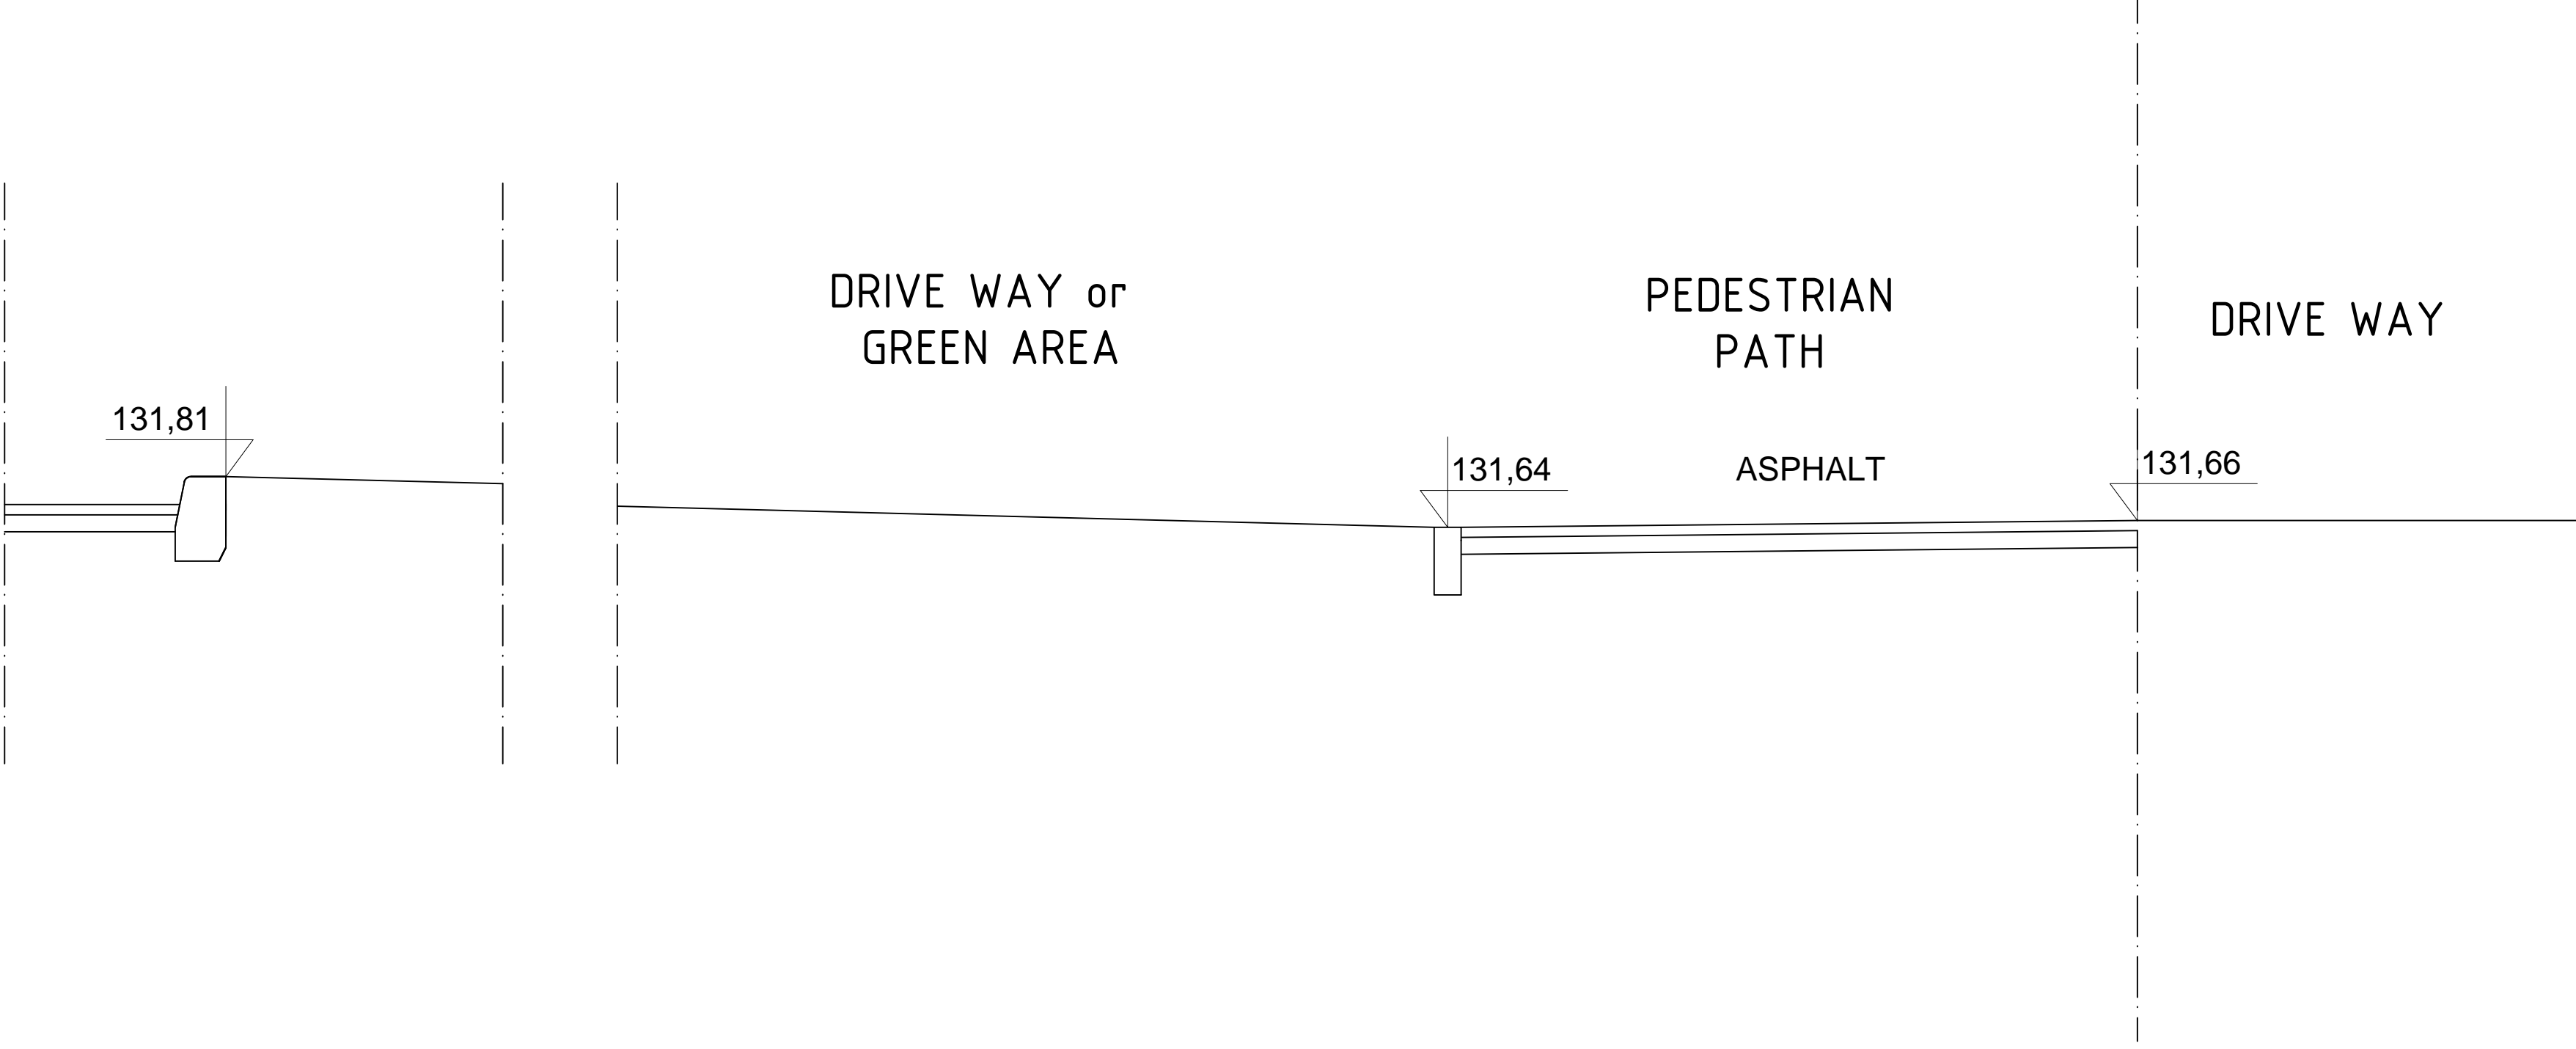 DRIVE WAY or
GREEN AREA
PEDESTRIAN
PATH
DRIVE WAY
131,81
131,64
ASPHALT
131,66